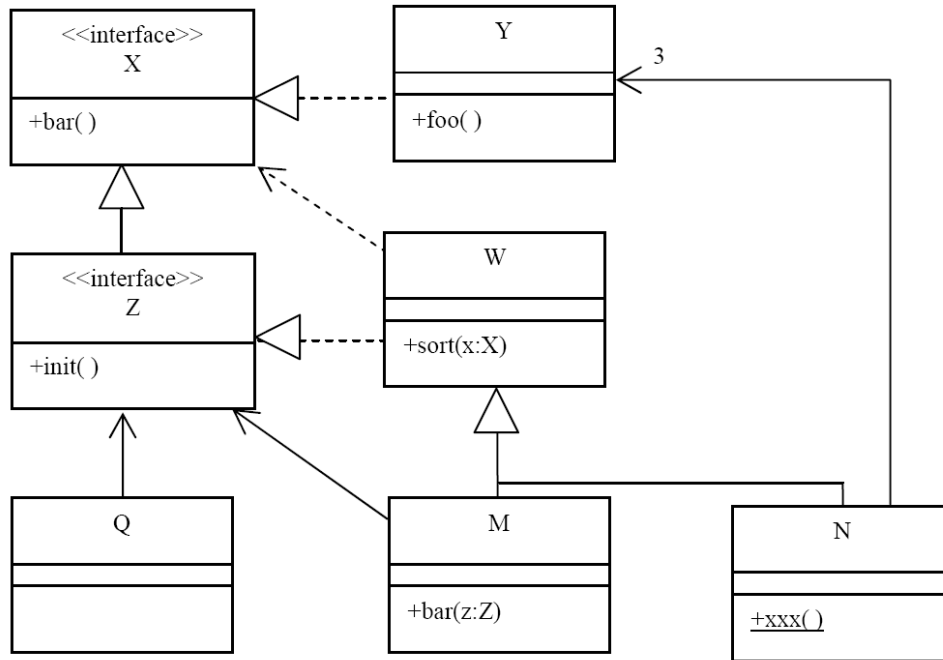 <<interface>>
X
+bar( )
Y
+foo( )
3
<<interface>>
Z
+init( )
W
+sort(x:X)
Q
M
+bar(z:Z)
N
+xxx( )